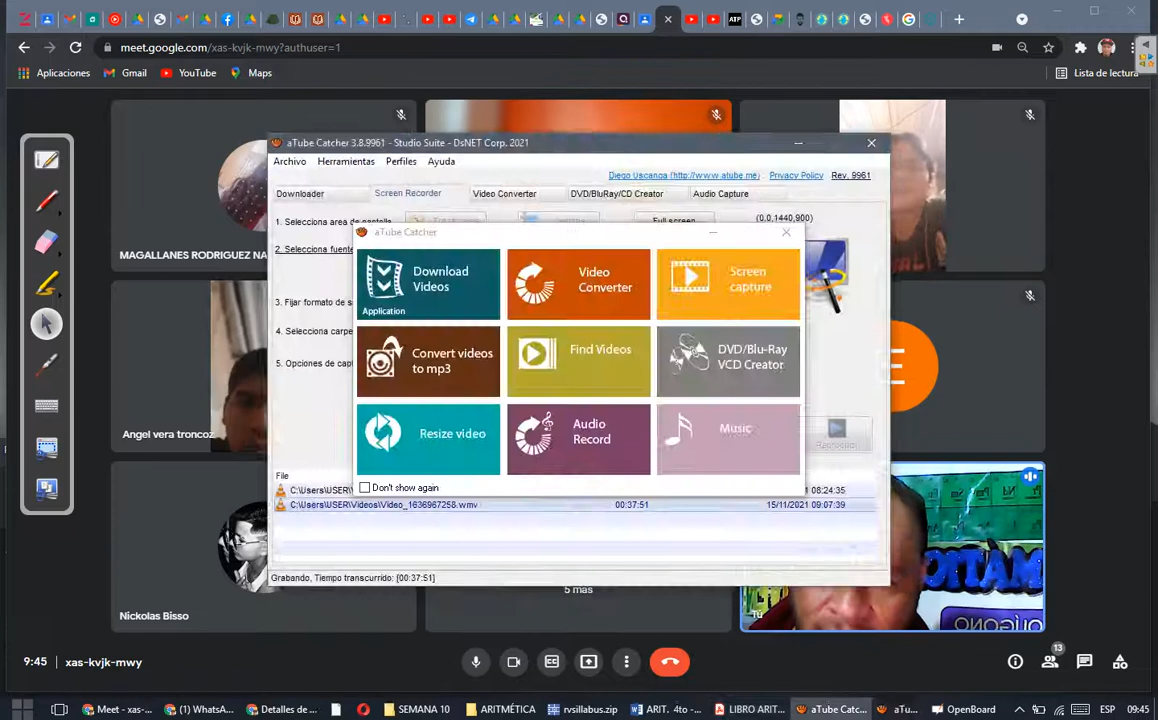 meet.google.com/xas-kvjk-mwy?authuser=1
Aplicaciones
Gmail
YouTube
Maps
Lista de lectura
MAGALLANES RODRIGUEZ NA
Angel vera troncoz
Nickolas Bisso
5 más
aTube Catcher 3.8.9961 - Studio Suite - DsNET Corp. 2021
Archivo Herramientas Perfiles Ayuda
Diego Uscanga (http://www.atube.me) Privacy Policy Rev. 9961
Downloader Screen Recorder Video Converter DVD/BluRay/CD Creator Audio Capture
1. Selecciona area de pantalla
Full screen
(0,0,1440,900)
2. Selecciona fuente
3. Fijar formato de sa
4. Selecciona carpe
5. Opciones de capt
aTube Catcher
Download
Videos
Application
Video
Converter
Screen
capture
Convert videos
to mp3
Find Videos
DVD/Blu-Ray
VCD Creator
Resize video
Audio
Record
Music
Don't show again
File
C:\Users\USER\
08:24:35
C:\Users\USER\Videos\Video_1636967258.wmv 00:37:51 15/11/2021 09:07:39
Grabando, Tiempo transcurrido: [00:37:51]
E
9:45 xas-kvjk-mwy
13
Meet - xas-...
(1) WhatsA...
Detalles de ...
SEMANA 10
ARITMÉTICA
rvsillabus.zip
ARIT. 4to -...
LIBRO ARIT...
aTube Catc...
aTu...
OpenBoard
ESP
09:45